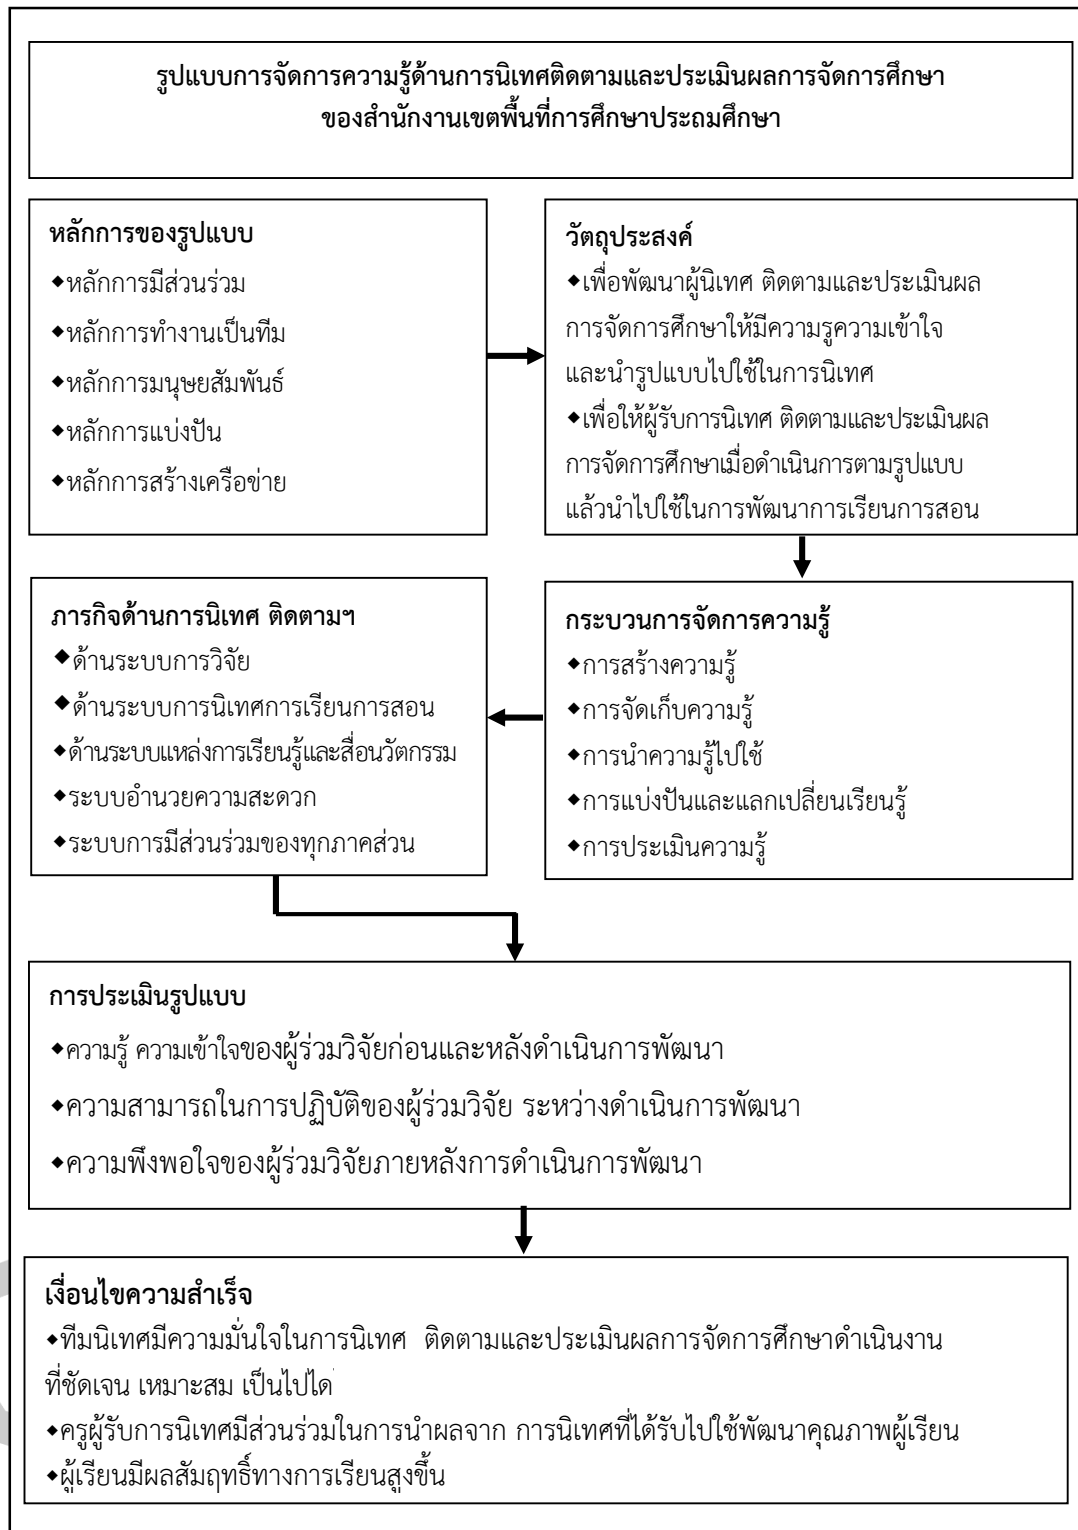 รูปแบบการจัดการความรู้ด้านการนิเทศติดตามและประเมินผลการจัดการศึกษา
ของสำนักงานเขตพื้นที่การศึกษาประถมศึกษา
หลักการของรูปแบบ
◆หลักการมีส่วนร่วม
◆หลักการทำงานเป็นทีม
◆หลักการมนุษยสัมพันธ์
◆หลักการแบ่งปัน
◆หลักการสร้างเครือข่าย
วัตถุประสงค์
◆เพื่อพัฒนาผู้นิเทศ ติดตามและประเมินผล
การจัดการศึกษาให้มีความรูความเข้าใจ
และนำรูปแบบไปใช้ในการนิเทศ
◆เพื่อให้ผู้รับการนิเทศ ติดตามและประเมินผล
การจัดการศึกษาเมื่อดำเนินการตามรูปแบบ
แล้วนำไปใช้ในการพัฒนาการเรียนการสอน
กระบวนการจัดการความรู้
◆การสร้างความรู้
◆การจัดเก็บความรู้
◆การนำความรู้ไปใช้
◆การแบ่งปันและแลกเปลี่ยนเรียนรู้
◆การประเมินความรู้
ภารกิจด้านการนิเทศ ติดตามฯ
◆ด้านระบบการวิจัย
◆ด้านระบบการนิเทศการเรียนการสอน
◆ด้านระบบแหล่งการเรียนรู้และสื่อนวัตกรรม
◆ระบบอำนวยความสะดวก
◆ระบบการมีส่วนร่วมของทุกภาคส่วน
การประเมินรูปแบบ
◆ความรู้ ความเข้าใจของผู้ร่วมวิจัยก่อนและหลังดำเนินการพัฒนา
◆ความสามารถในการปฏิบัติของผู้ร่วมวิจัย ระหว่างดำเนินการพัฒนา
◆ความพึงพอใจของผู้ร่วมวิจัยภายหลังการดำเนินการพัฒนา
เงื่อนไขความสำเร็จ
◆ทีมนิเทศมีความมั่นใจในการนิเทศ  ติดตามและประเมินผลการจัดการศึกษาดำเนินงาน
ที่ชัดเจน เหมาะสม เป็นไปได้
◆ครูผู้รับการนิเทศมีส่วนร่วมในการนำผลจาก การนิเทศที่ได้รับไปใช้พัฒนาคุณภาพผู้เรียน
◆ผู้เรียนมีผลสัมฤทธิ์ทางการเรียนสูงขึ้น